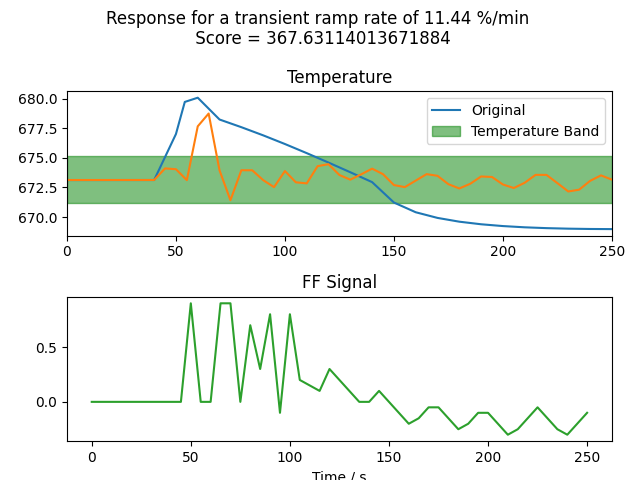 Response for a transient ramp rate of 11.44 %/min
Score = 367.63114013671884
Temperature
680.0
677.5
675.0
672.5
670.0
Original
Temperature Band
0 50 100 150 200 250
FF Signal
0.5
0.0
0 50 100 150 200 250
Time / s